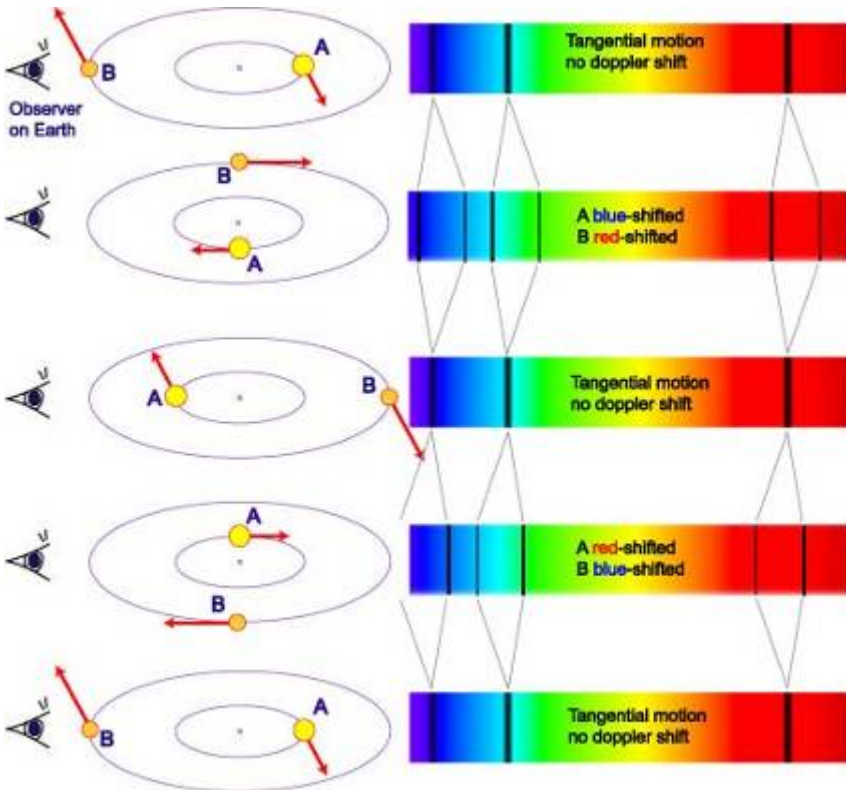 A
B
Observer
on Earth
Tangential motion
no doppler shift
B
A
A blue-shifted
B red-shifted
A
B
Tangential motion
no doppler shift
A
B
A red-shifted
B blue-shifted
A
B
Tangential motion
no doppler shift